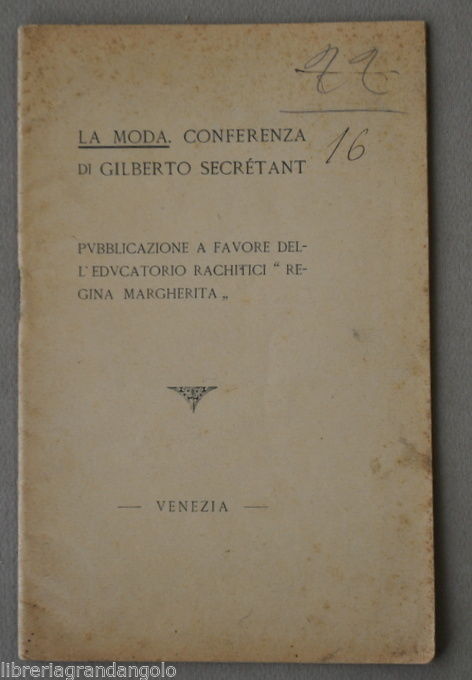 LA MODA. CONFERENZA
DI GILBERTO SECRÉTANT
16
PVBBLICAZIONE A FAVORE DEL-
L'EDVCATORIO RACHITICI " RE-
GINA MARGHERITA „
— VENEZIA —
libreriagrandangolo